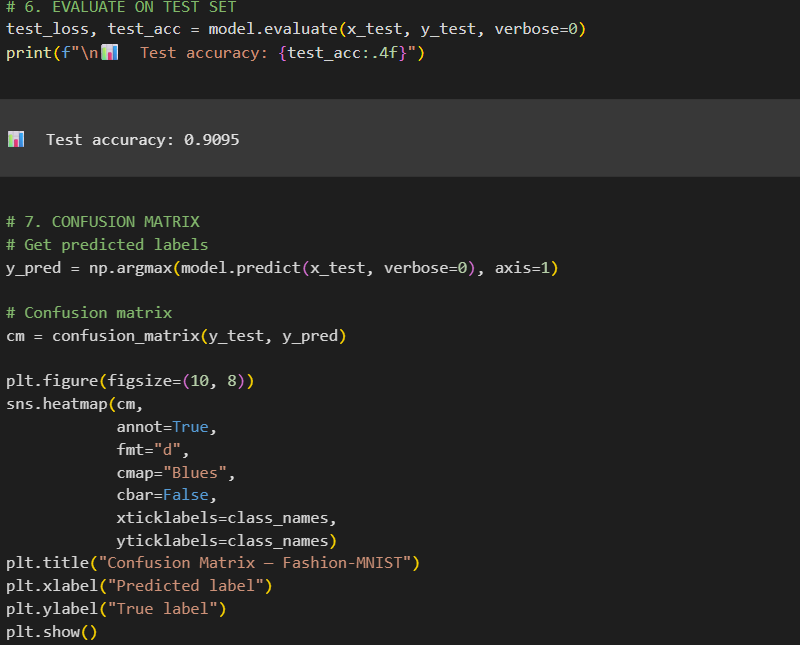 # 6. EVALUATE ON TEST SET
test_loss, test_acc = model.evaluate(x_test, y_test, verbose=0)
print(f"\n📊  Test accuracy: {test_acc:.4f}")
📊  Test accuracy: 0.9095
# 7. CONFUSION MATRIX
# Get predicted labels
y_pred = np.argmax(model.predict(x_test, verbose=0), axis=1)
# Confusion matrix
cm = confusion_matrix(y_test, y_pred)
plt.figure(figsize=(10, 8))
sns.heatmap(cm,
            annot=True,
            fmt="d",
            cmap="Blues",
            cbar=False,
            xticklabels=class_names,
            yticklabels=class_names)
plt.title("Confusion Matrix – Fashion-MNIST")
plt.xlabel("Predicted label")
plt.ylabel("True label")
plt.show()